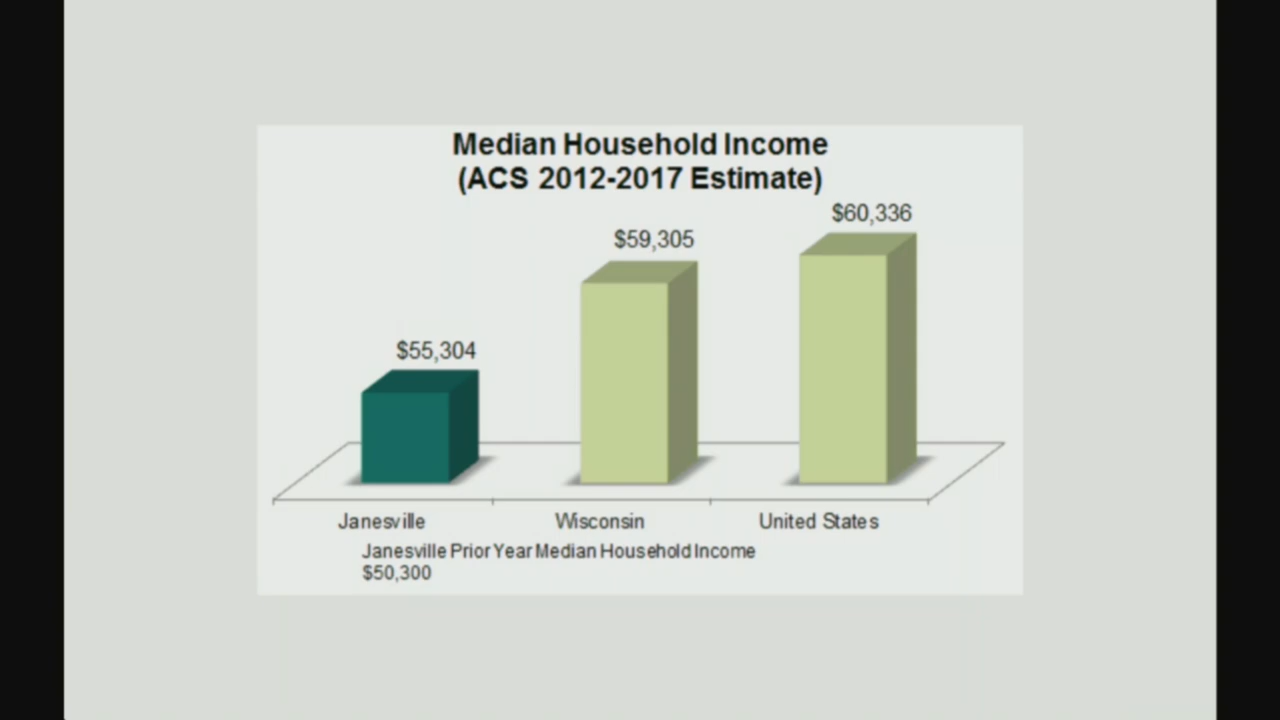 Median Household Income
(ACS 2012-2017 Estimate)
$60,336
$59,305
$55,304
Janesville Wisconsin United States
Janesville Prior Year Median Household Income
$50,300